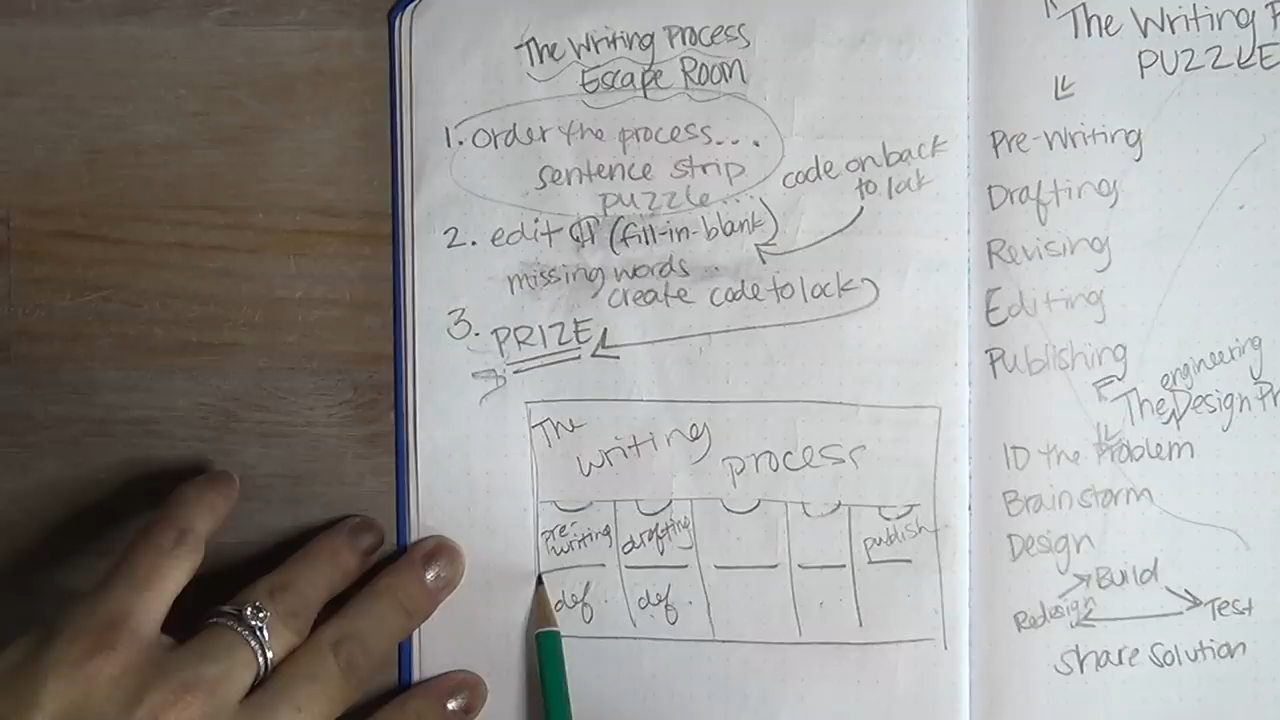 The Writing Process
Escape Room
1. order the process....
sentence strip
puzzle...
code on back
to lock
2. edit (fill-in-blank)
missing words..
create code to lock
3. PRIZE
The
writing process
pre-writing drafting publish
def. def.
The Writing
PUZZLE
Pre-Writing
Drafting
Revising
Editing
Publishing
engineering
The Design Pr
ID the Problem
Brainstorm
Design
Build
Redesign Test
Share Solution